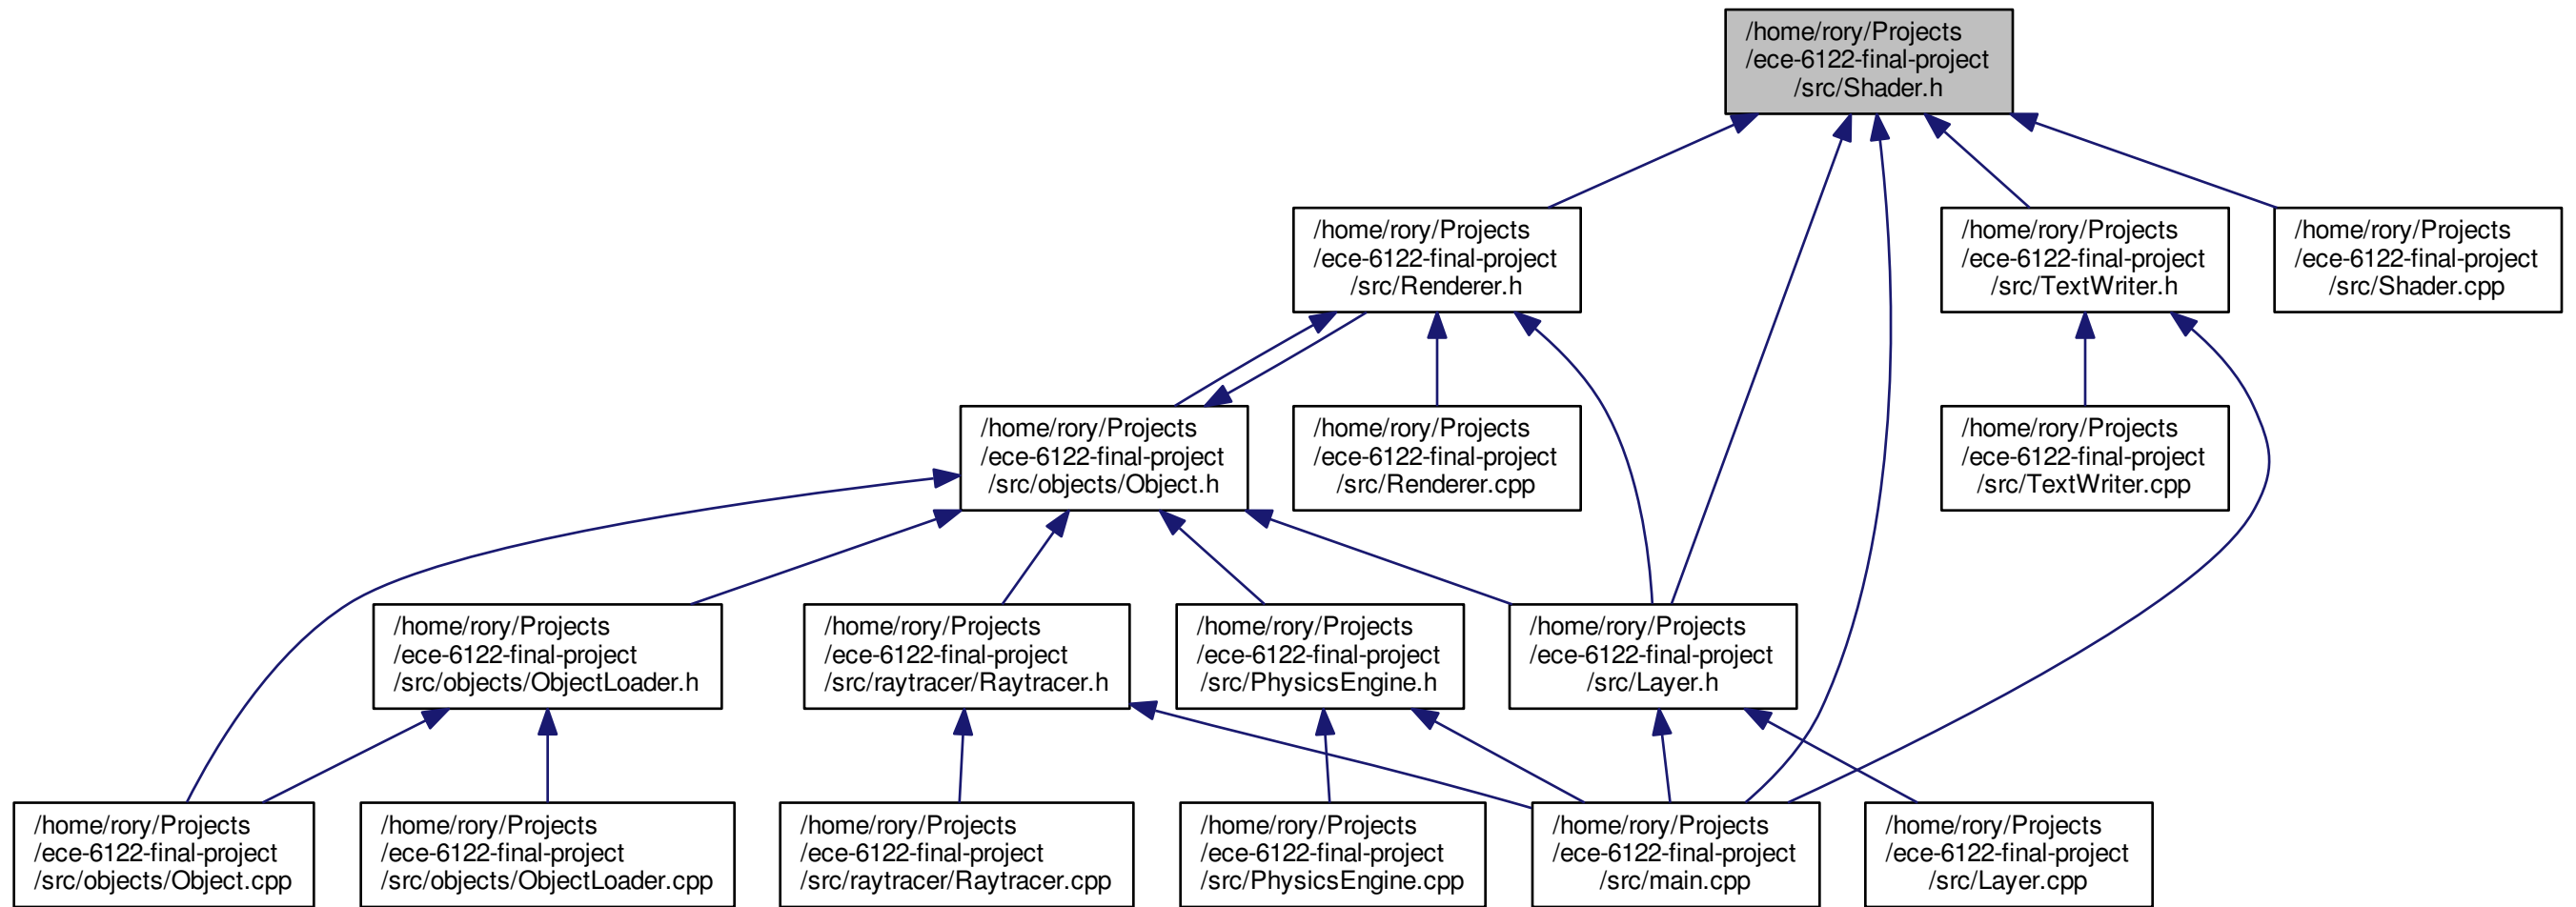 /home/rory/Projects
/ece-6122-final-project
/src/Shader.h
/home/rory/Projects
/ece-6122-final-project
/src/Renderer.h
/home/rory/Projects
/ece-6122-final-project
/src/TextWriter.h
/home/rory/Projects
/ece-6122-final-project
/src/Shader.cpp
/home/rory/Projects
/ece-6122-final-project
/src/objects/Object.h
/home/rory/Projects
/ece-6122-final-project
/src/Renderer.cpp
/home/rory/Projects
/ece-6122-final-project
/src/TextWriter.cpp
/home/rory/Projects
/ece-6122-final-project
/src/objects/ObjectLoader.h
/home/rory/Projects
/ece-6122-final-project
/src/raytracer/Raytracer.h
/home/rory/Projects
/ece-6122-final-project
/src/PhysicsEngine.h
/home/rory/Projects
/ece-6122-final-project
/src/Layer.h
/home/rory/Projects
/ece-6122-final-project
/src/objects/Object.cpp
/home/rory/Projects
/ece-6122-final-project
/src/objects/ObjectLoader.cpp
/home/rory/Projects
/ece-6122-final-project
/src/raytracer/Raytracer.cpp
/home/rory/Projects
/ece-6122-final-project
/src/PhysicsEngine.cpp
/home/rory/Projects
/ece-6122-final-project
/src/main.cpp
/home/rory/Projects
/ece-6122-final-project
/src/Layer.cpp